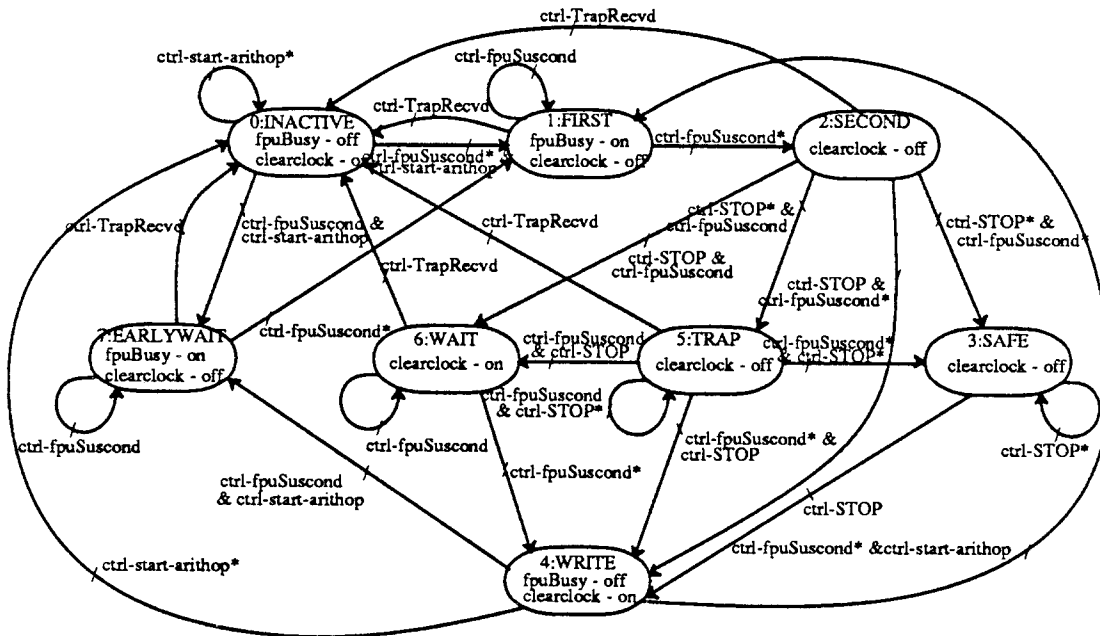 ctrl-TrapRecvd
ctrl-start-arithop*
ctrl-fpuSuscond
ctrl-TrapRecvd
0:INACTIVE
fpuBusy - off
clearclock - on
1:FIRST
fpuBusy - on
clearclock - off
2:SECOND
clearclock - off
ctrl-fpuSuscond*
ctrl-fpuSuscond*
ctrl-start-arithop
ctrl-TrapRecvd
ctrl-fpuSuscond &
ctrl-start-arithop
ctrl-TrapRecvd
ctrl-STOP* &
ctrl-fpuSuscond
ctrl-STOP* &
ctrl-fpuSuscond*
ctrl-TrapRecvd
ctrl-STOP &
ctrl-fpuSuscond
ctrl-STOP &
ctrl-fpuSuscond*
ctrl-fpuSuscond*
7:EARLYWAIT
fpuBusy - on
clearclock - off
6:WAIT
clearclock - on
ctrl-fpuSuscond
& ctrl-STOP
5:TRAP
clearclock - off
ctrl-fpuSuscond*
& ctrl-STOP*
3:SAFE
clearclock - off
ctrl-fpuSuscond
ctrl-fpuSuscond
ctrl-fpuSuscond
& ctrl-STOP*
ctrl-fpuSuscond* &
ctrl-STOP
ctrl-STOP*
ctrl-fpuSuscond
& ctrl-start-arithop
ctrl-fpuSuscond*
ctrl-STOP
ctrl-fpuSuscond* &ctrl-start-arithop
ctrl-start-arithop*
4:WRITE
fpuBusy - off
clearclock - on